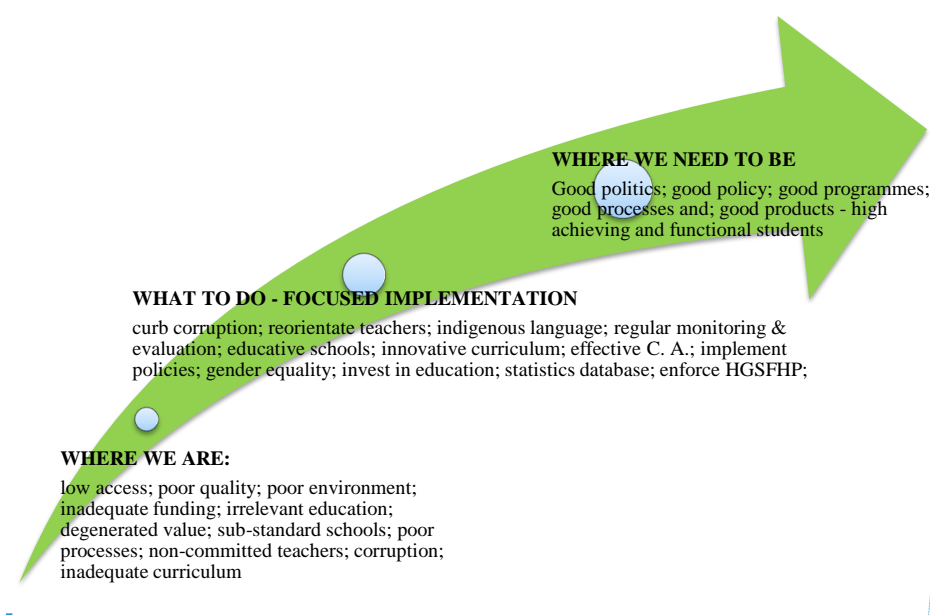 WHERE WE NEED TO BE
Good politics; good policy; good programmes;
good processes and; good products - high
achieving and functional students
WHAT TO DO - FOCUSED IMPLEMENTATION
curb corruption; reorientate teachers; indigenous language; regular monitoring &
evaluation; educative schools; innovative curriculum; effective C. A.; implement
policies; gender equality; invest in education; statistics database; enforce HGSFHP;
WHERE WE ARE:
low access; poor quality; poor environment;
inadequate funding; irrelevant education;
degenerated value; sub-standard schools; poor
processes; non-committed teachers; corruption;
inadequate curriculum